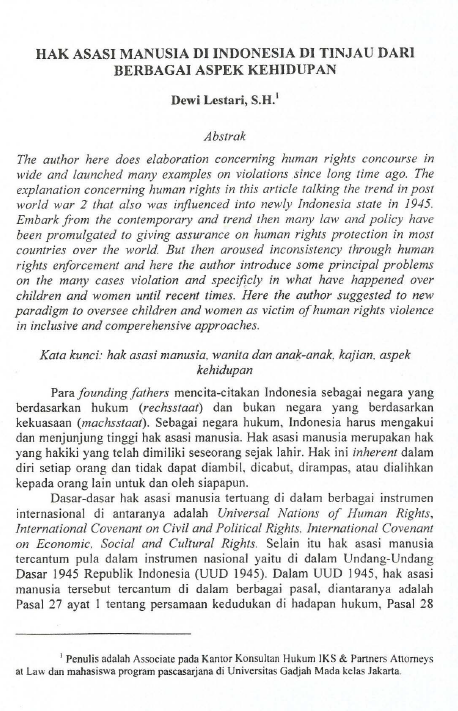 HAK ASASI MANUSIA DI INDONESIA DI TINJAU DARI
BERBAGAI ASPEK KEHIDUPAN
Dewi Lestari, S.H.¹
Abstrak
The author here does elaboration concerning human rights concourse in
wide and launched many examples on violations since long time ago. The
explanation concerning human rights in this article talking the trend in post
world war 2 that also was influenced into newly Indonesia state in 1945.
Embark from the contemporary and trend then many law and policy have
been promulgated to giving assurance on human rights protection in most
countries over the world. But then aroused inconsistency through human
rights enforcement and here the author introduce some principal problems
on the many cases violation and specificly in what have happened over
children and women until recent times. Here the author suggested to new
paradigm to oversee children and women as victim of human rights violence
in inclusive and comperehensive approaches.
Kata kunci: hak asasi manusia, wanita dan anak-anak, kajian, aspek
kehidupan
Para founding fathers mencita-citakan Indonesia sebagai negara yang
berdasarkan hukum (rechsstaat) dan bukan negara yang berdasarkan
kekuasaan (machsstaat). Sebagai negara hukum, Indonesia harus mengakui
dan menjunjung tinggi hak asasi manusia. Hak asasi manusia merupakan hak
yang hakiki yang telah dimiliki seseorang sejak lahir. Hak ini inherent dalam
diri setiap orang dan tidak dapat diambil, dicabut, dirampas, atau dialihkan
kepada orang lain untuk dan oleh siapapun.
Dasar-dasar hak asasi manusia tertuang di dalam berbagai instrumen
internasional di antaranya adalah Universal Nations of Human Rights,
International Covenant on Civil and Political Rights, International Covenant
on Economic, Social and Cultural Rights. Selain itu hak asasi manusia
tercantum pula dalam instrumen nasional yaitu di dalam Undang-Undang
Dasar 1945 Republik Indonesia (UUD 1945). Dalam UUD 1945, hak asasi
manusia tersebut tercantum di dalam berbagai pasal, diantaranya adalah
Pasal 27 ayat 1 tentang persamaan kedudukan di hadapan hukum, Pasal 28
¹ Penulis adalah Associate pada Kantor Konsultan Hukum IKS & Partners Attorneys
at Law dan mahasiswa program pascasarjana di Universitas Gadjah Mada kelas Jakarta.